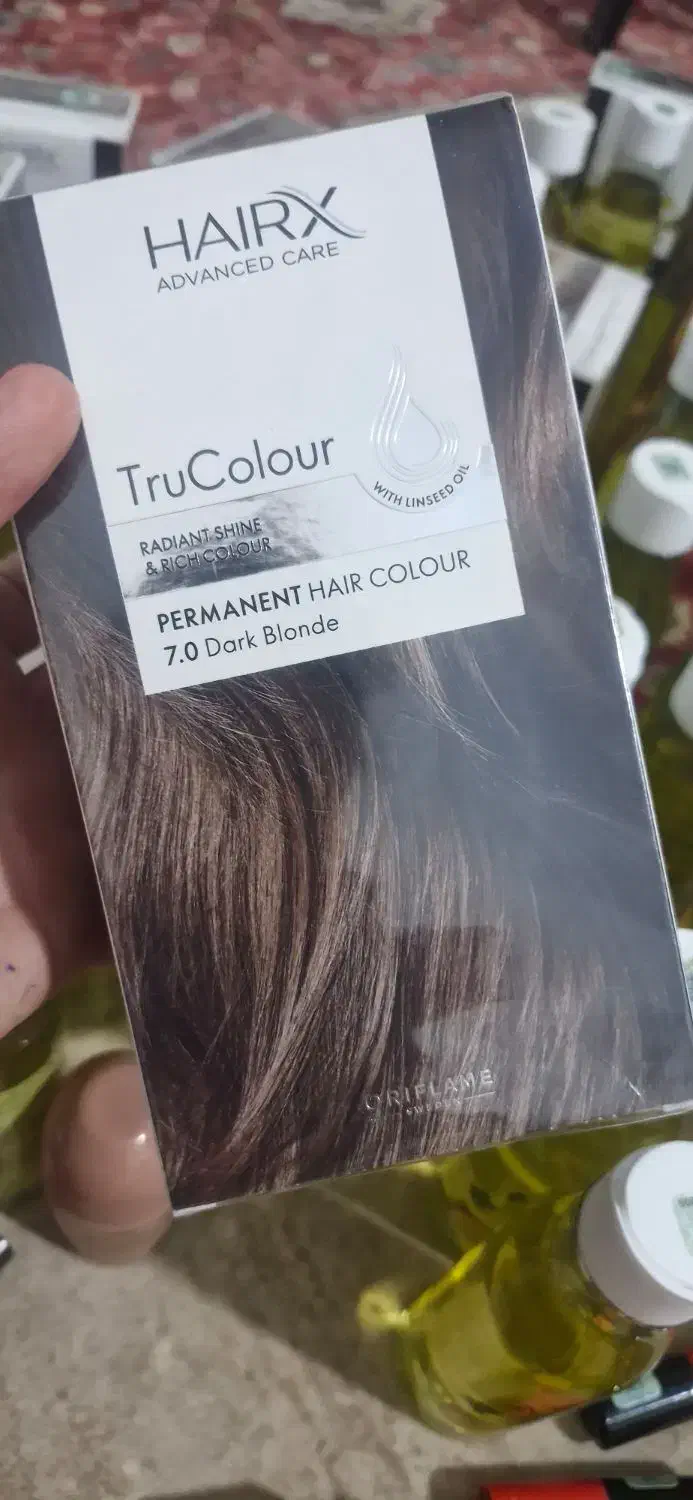 HAIRX
ADVANCED CARE
TruColour
WITH LINSEED OIL
RADIANT SHINE
& RICH COLOUR
PERMANENT HAIR COLOUR
7.0 Dark Blonde
ORIFLAME
SWEDEN